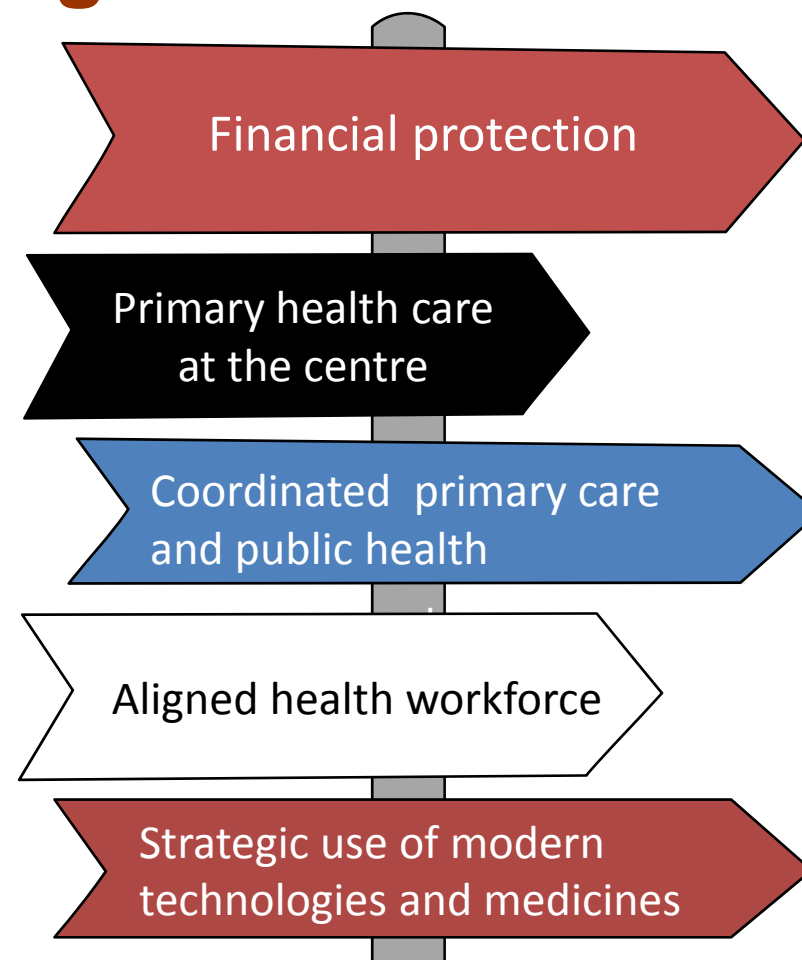 Financial protection
Primary health care
at the centre
Coordinated  primary care
and public health
Aligned health workforce
Strategic use of modern
technologies and medicines